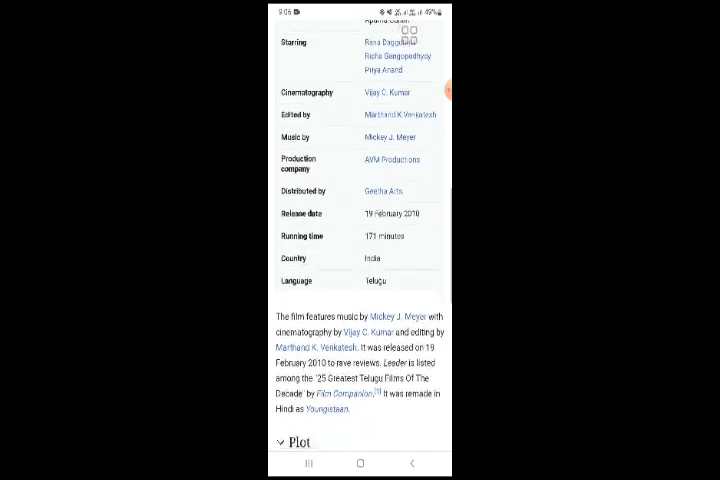 9:06
49%
Starring
Rana Daggubati
Richa Gangopadhyay
Priya Anand
Cinematography
Vijay C. Kumar
Edited by
Marthand K Venkatesh
Music by
Mickey J. Meyer
Production
company
AVM Productions
Distributed by
Geetha Arts
Release date
19 February 2010
Running time
171 minutes
Country
India
Language
Telugu
The film features music by Mickey J. Meyer with
cinematography by Vijay C. Kumar and editing by
Marthand K. Venkatesh. It was released on 19
February 2010 to rave reviews. Leader is listed
among the "25 Greatest Telugu Films Of The
Decade" by Film Companion.[1] It was remade in
Hindi as Youngistaan.
Plot